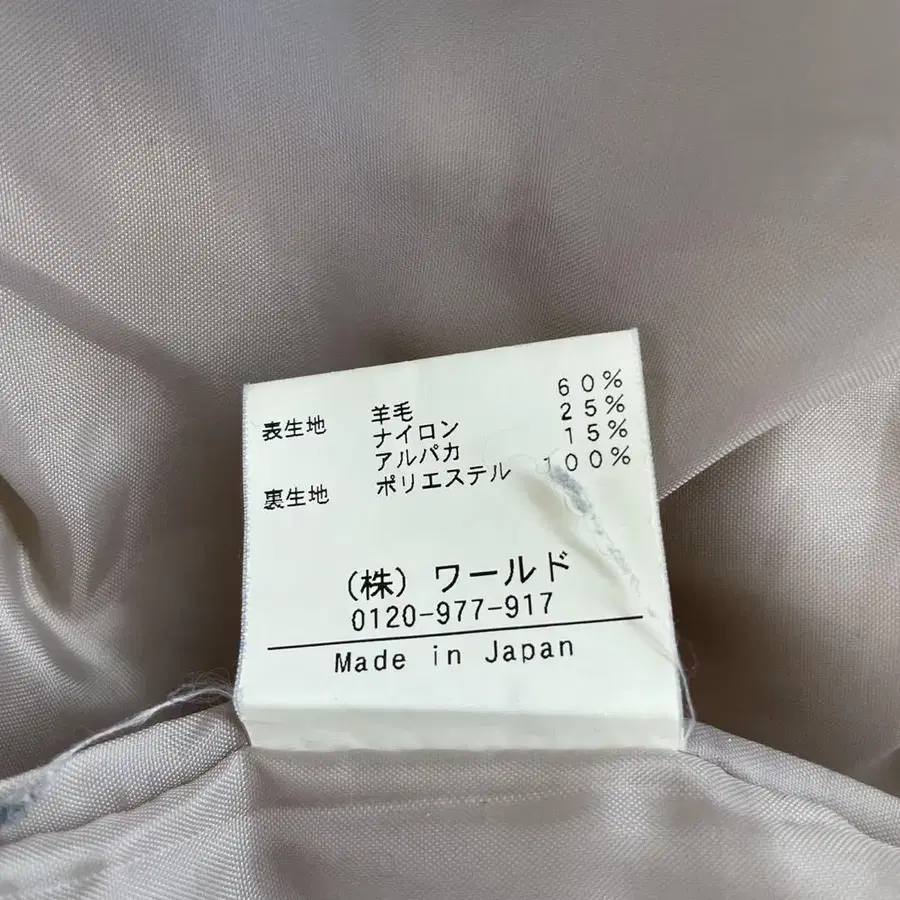 表生地 羊毛 60%
ナイロン 25%
アルパカ 15%
裏生地 ポリエステル 100%
(株) ワールド
0120-977-917
Made in Japan